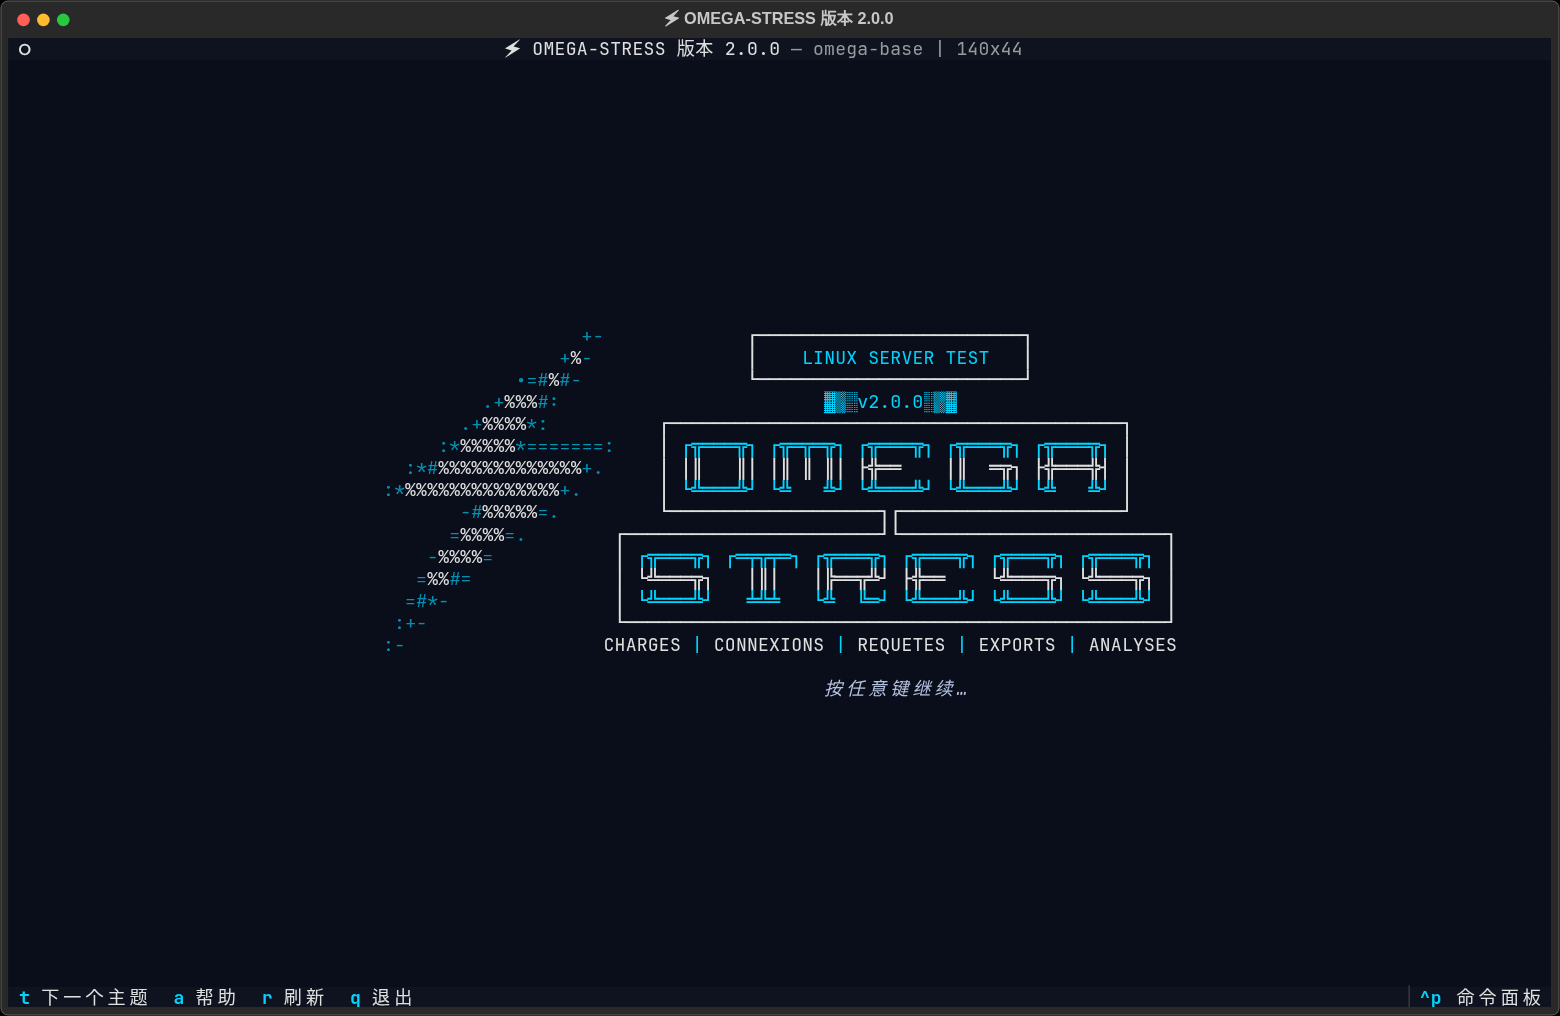 ⚡ OMEGA-STRESS 版本 2.0.0
⚡ OMEGA-STRESS 版本 2.0.0 — omega-base | 140x44
LINUX SERVER TEST
v2.0.0
OMEGA
STRESS
CHARGES | CONNEXIONS | REQUETES | EXPORTS | ANALYSES
按任意键继续…
t 下一个主题 a 帮助 r 刷新 q 退出 ^p 命令面板